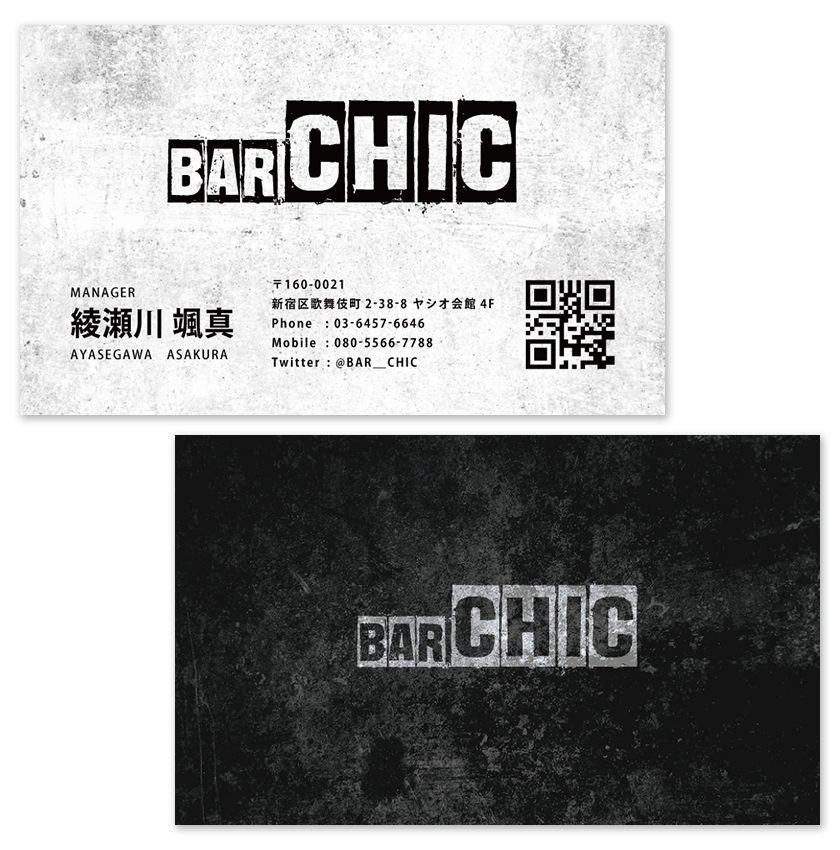 BAR CHIC
MANAGER
綾瀬川 颯真
AYASEGAWA ASAKURA
〒160-0021
新宿区歌舞伎町 2-38-8 ヤシオ会館 4F
Phone : 03-6457-6646
Mobile : 080-5566-7788
Twitter : @BAR__CHIC
BAR CHIC